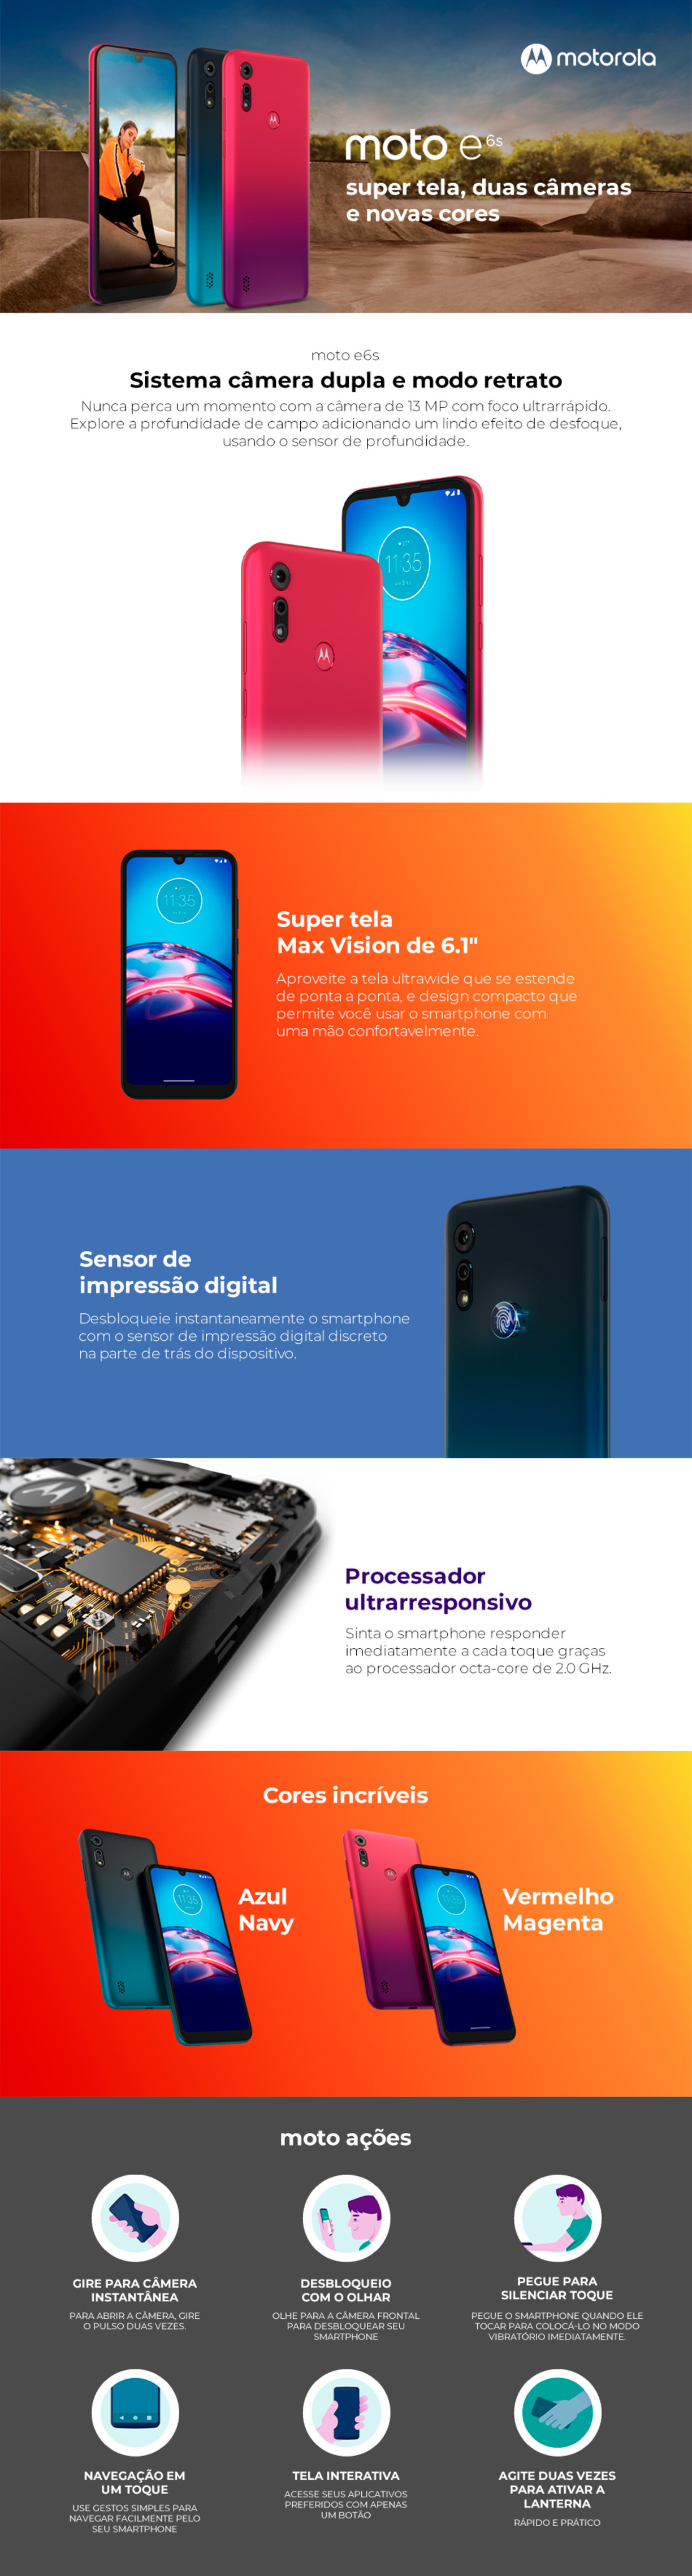 motorola
moto e6s
super tela, duas câmeras
e novas cores
moto e6s
Sistema câmera dupla e modo retrato
Nunca perca um momento com a câmera de 13 MP com foco ultrarrápido.
Explore a profundidade de campo adicionando um lindo efeito de desfoque,
usando o sensor de profundidade.
11:35
11:35
Super tela
Max Vision de 6.1"
Aproveite a tela ultrawide que se estende
de ponta a ponta, e design compacto que
permite você usar o smartphone com
uma mão confortavelmente.
Sensor de
impressão digital
Desbloqueie instantaneamente o smartphone
com o sensor de impressão digital discreto
na parte de trás do dispositivo.
Processador
ultrarresponsivo
Sinta o smartphone responder
imediatamente a cada toque graças
ao processador octa-core de 2.0 GHz.
Cores incríveis
11:35
Azul
Navy
11:35
Vermelho
Magenta
moto ações
GIRE PARA CÂMERA
INSTANTÂNEA
PARA ABRIR A CÂMERA, GIRE
O PULSO DUAS VEZES.
DESBLOQUEIO
COM O OLHAR
OLHE PARA A CÂMERA FRONTAL
PARA DESBLOQUEAR SEU
SMARTPHONE
PEGUE PARA
SILENCIAR TOQUE
PEGUE O SMARTPHONE QUANDO ELE
TOCAR PARA COLOCÁ-LO NO MODO
VIBRATÓRIO IMEDIATAMENTE.
NAVEGAÇÃO EM
UM TOQUE
USE GESTOS SIMPLES PARA
NAVEGAR FACILMENTE PELO
SEU SMARTPHONE
TELA INTERATIVA
ACESSE SEUS APLICATIVOS
PREFERIDOS COM APENAS
UM BOTÃO
AGITE DUAS VEZES
PARA ATIVAR A
LANTERNA
RÁPIDO E PRÁTICO